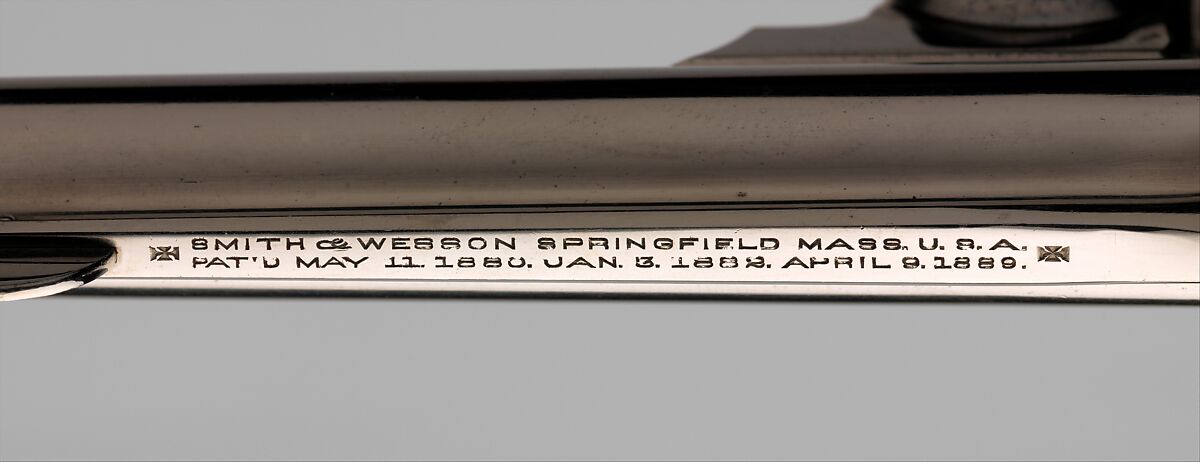 SMITH & WESSON SPRINGFIELD MASS. U. S. A.
PAT'D MAY 11. 1880. JAN. 3. 1882. APRIL 9. 1889.